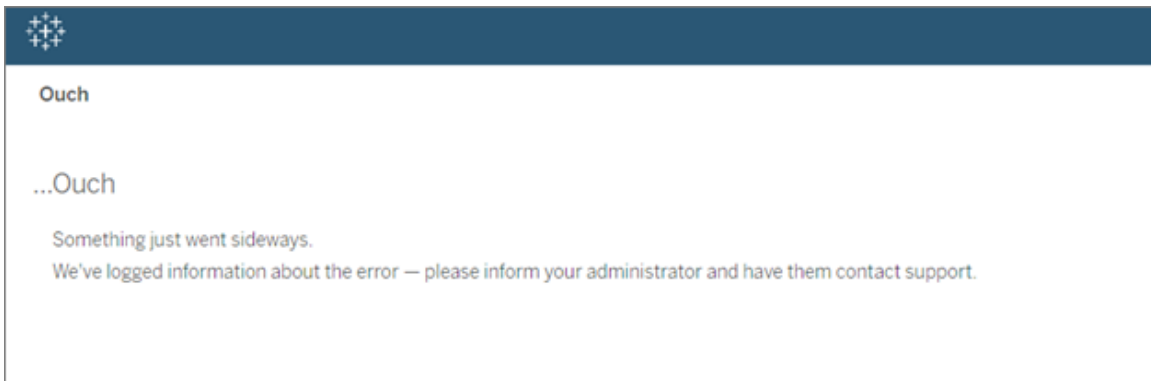 Ouch
...Ouch
Something just went sideways.
We've logged information about the error — please inform your administrator and have them contact support.